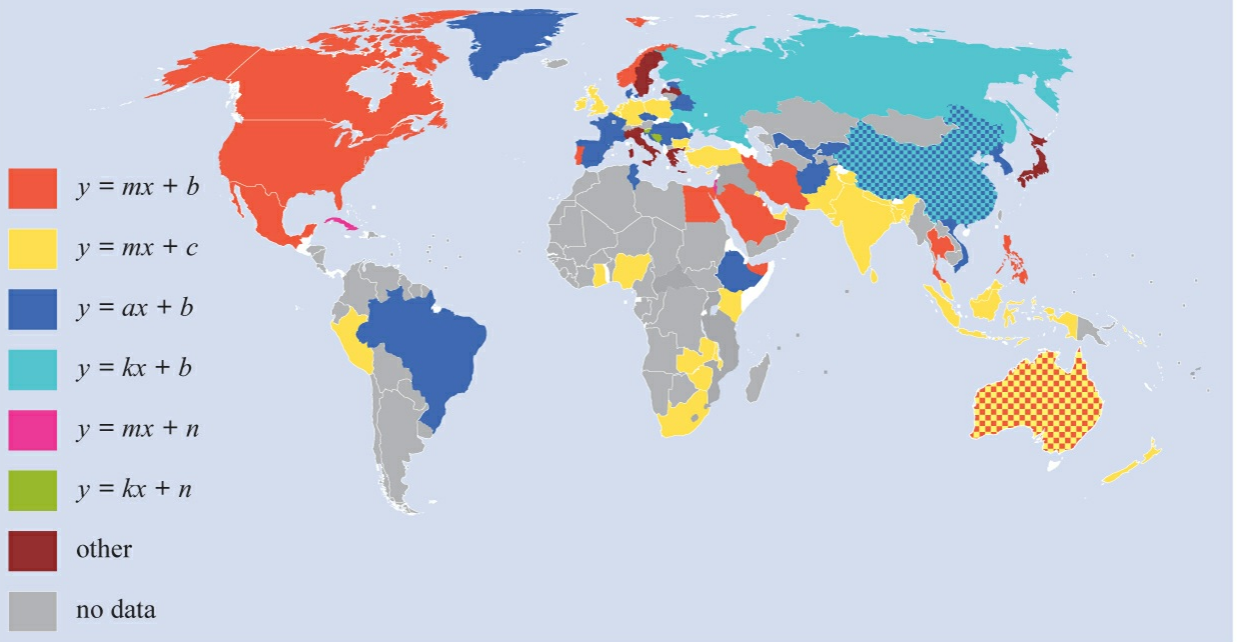 y = mx + b
y = mx + c
y = ax + b
y = kx + b
y = mx + n
y = kx + n
other
no data